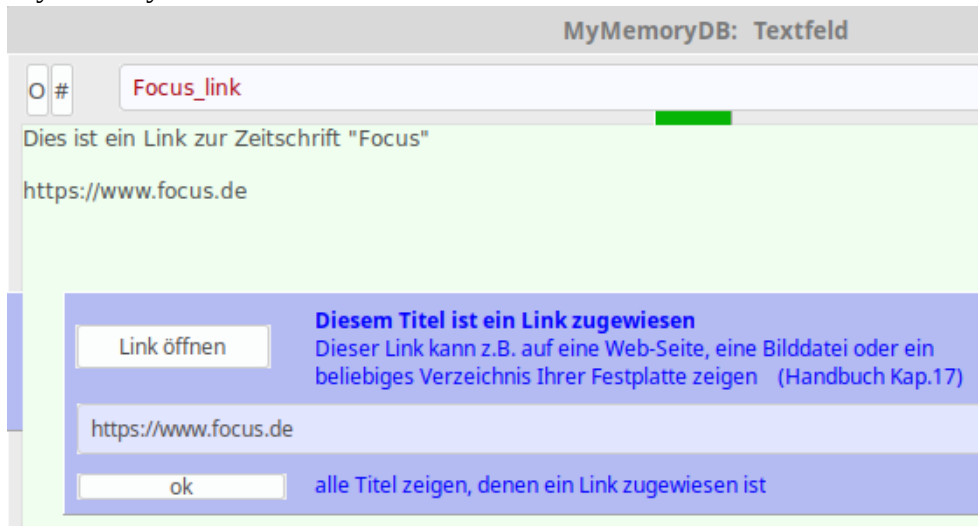 MyMemoryDB: Textfeld
O # Focus_link
Dies ist ein Link zur Zeitschrift "Focus"
https://www.focus.de
Link öffnen
Diesem Titel ist ein Link zugewiesen
Dieser Link kann z.B. auf eine Web-Seite, eine Bilddatei oder ein
beliebiges Verzeichnis Ihrer Festplatte zeigen (Handbuch Kap.17)
https://www.focus.de
ok alle Titel zeigen, denen ein Link zugewiesen ist